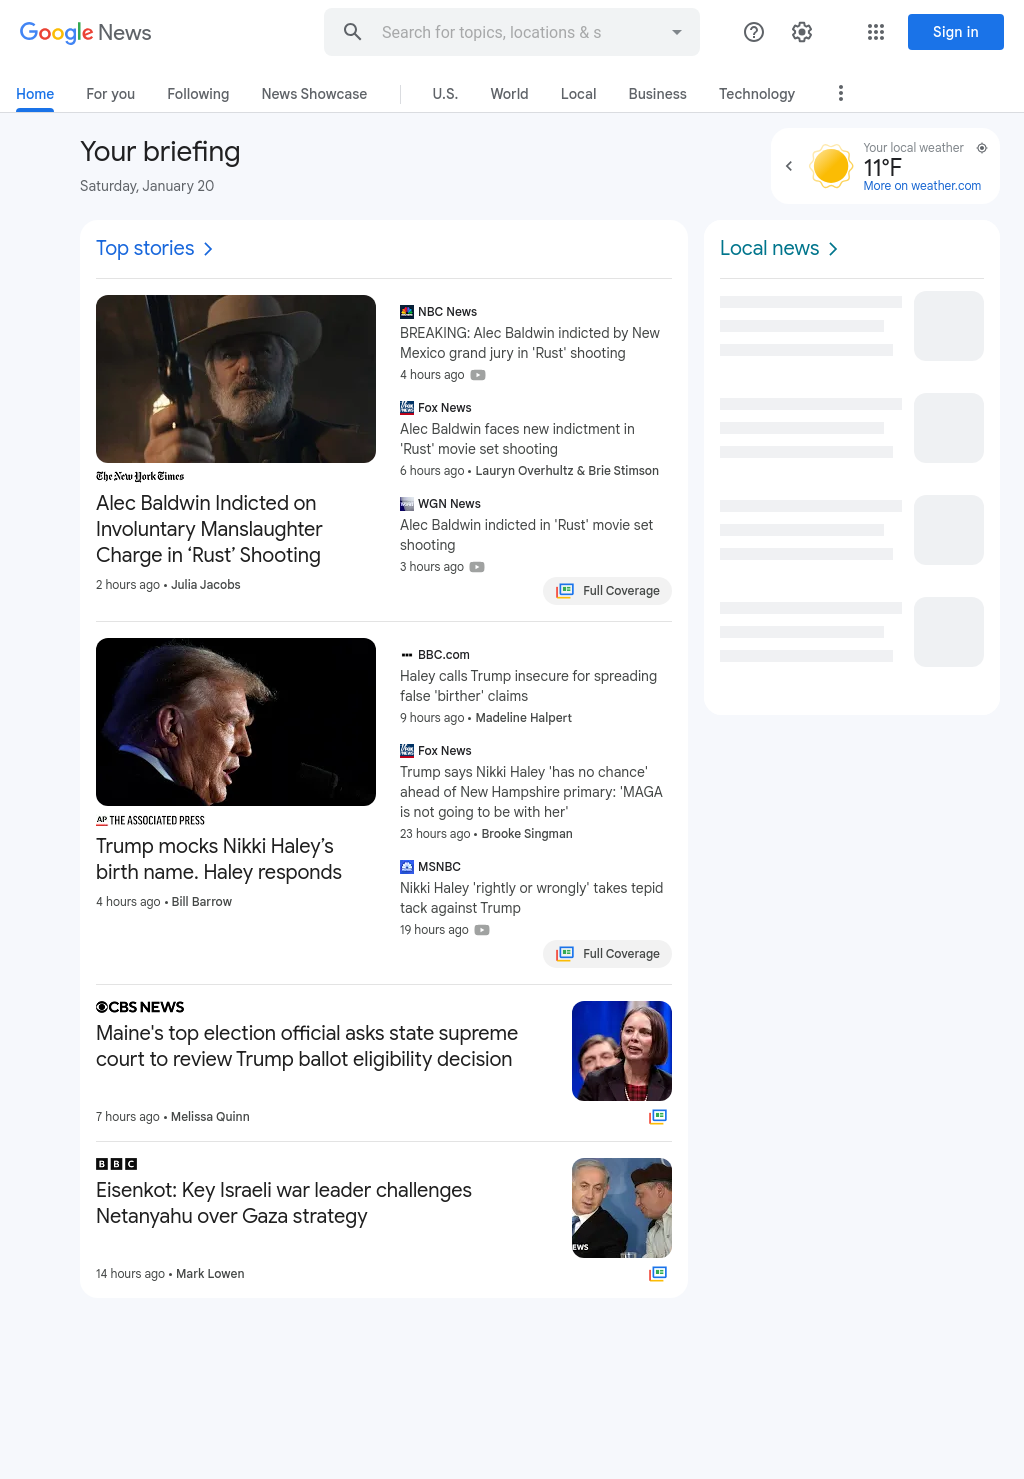 Google News
Search for topics, locations & s
Sign in
Home
For you
Following
News Showcase
U.S.
World
Local
Business
Technology
Your briefing
Saturday, January 20
Your local weather
11°F
More on weather.com
Top stories
The New York Times
Alec Baldwin Indicted on
Involuntary Manslaughter
Charge in ‘Rust’ Shooting
2 hours ago • Julia Jacobs
NBC News
BREAKING: Alec Baldwin indicted by New
Mexico grand jury in 'Rust' shooting
4 hours ago
Fox News
Alec Baldwin faces new indictment in
'Rust' movie set shooting
6 hours ago • Lauryn Overhultz & Brie Stimson
WGN News
Alec Baldwin indicted in 'Rust' movie set
shooting
3 hours ago
Full Coverage
AP THE ASSOCIATED PRESS
Trump mocks Nikki Haley’s
birth name. Haley responds
4 hours ago • Bill Barrow
BBC.com
Haley calls Trump insecure for spreading
false 'birther' claims
9 hours ago • Madeline Halpert
Fox News
Trump says Nikki Haley 'has no chance'
ahead of New Hampshire primary: 'MAGA
is not going to be with her'
23 hours ago • Brooke Singman
MSNBC
Nikki Haley 'rightly or wrongly' takes tepid
tack against Trump
19 hours ago
Full Coverage
CBS NEWS
Maine's top election official asks state supreme
court to review Trump ballot eligibility decision
7 hours ago • Melissa Quinn
BBC
Eisenkot: Key Israeli war leader challenges
Netanyahu over Gaza strategy
EWS
14 hours ago • Mark Lowen
Local news